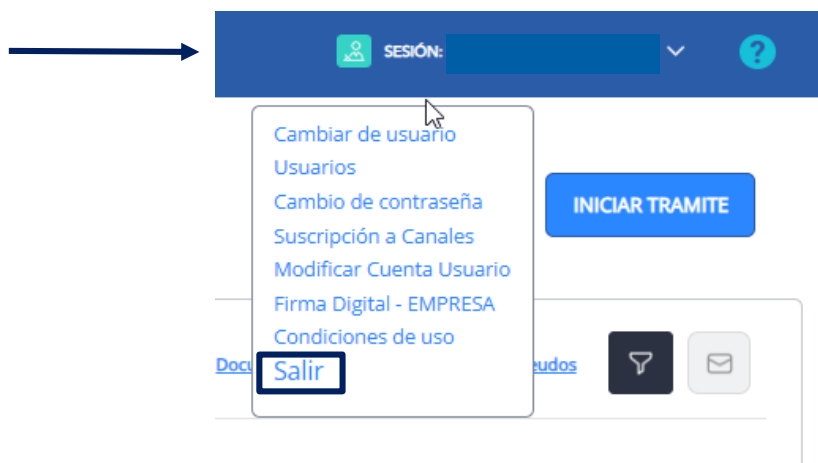 SESIÓN:
?
Cambiar de usuario
Usuarios
Cambio de contraseña
INICIAR TRAMITE
Suscripción a Canales
Modificar Cuenta Usuario
Firma Digital - EMPRESA
Condiciones de uso
Salir